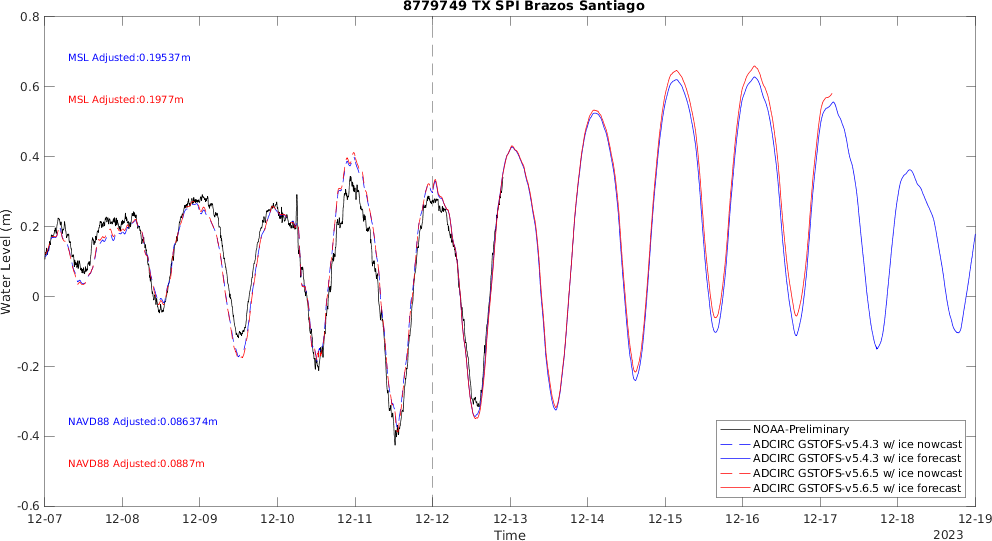 8779749 TX SPI Brazos Santiago
0.8
0.6
0.4
0.2
0
-0.2
-0.4
-0.6
Water Level (m)
MSL Adjusted:0.19537m
MSL Adjusted:0.1977m
NAVD88 Adjusted:0.086374m
NAVD88 Adjusted:0.0887m
NOAA-Preliminary
ADCIRC GSTOFS-v5.4.3 w/ ice nowcast
ADCIRC GSTOFS-v5.4.3 w/ ice forecast
ADCIRC GSTOFS-v5.6.5 w/ ice nowcast
ADCIRC GSTOFS-v5.6.5 w/ ice forecast
12-07 12-08 12-09 12-10 12-11 12-12 12-13 12-14 12-15 12-16 12-17 12-18 12-19
Time
2023